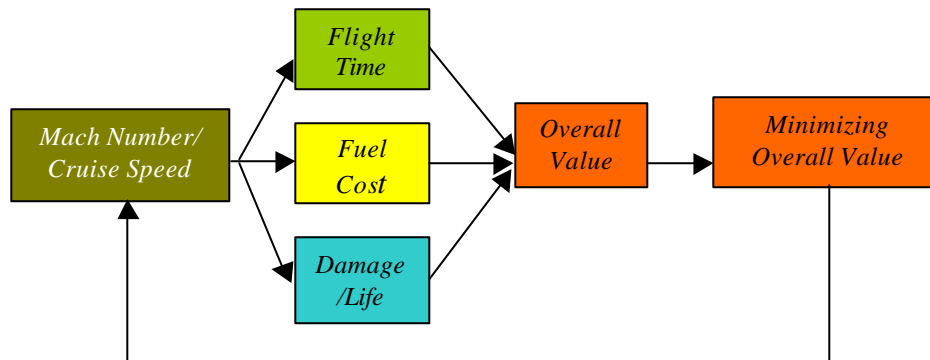 Flight
Time
Mach Number/
Cruise Speed
Fuel
Cost
Overall
Value
Minimizing
Overall Value
Damage
/Life